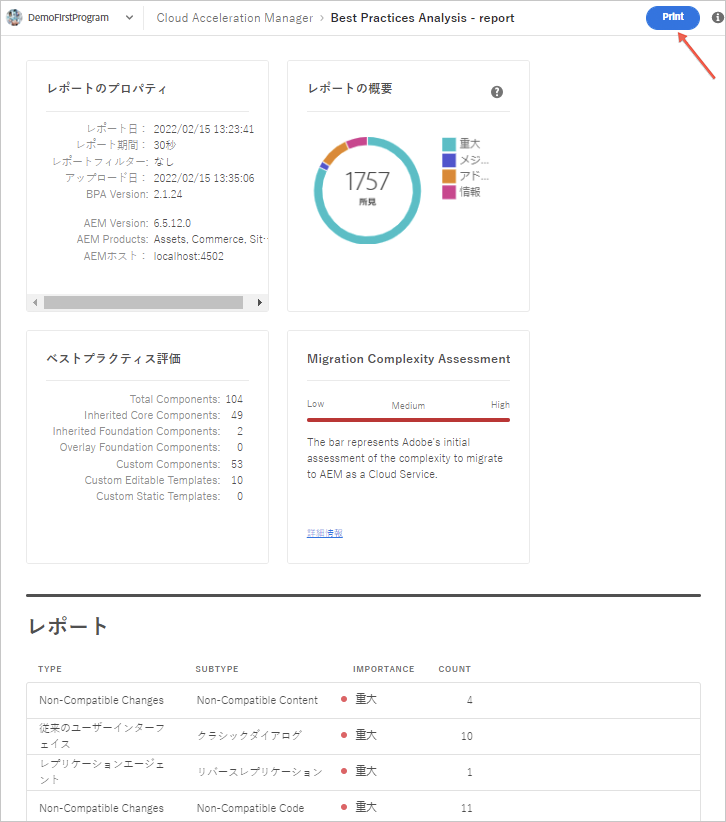 DemoFIrstProgram
Cloud Acceleration Manager › Best Practices Analysis - report
Print
レポートのプロパティ
レポート日： 2022/02/15 13:23:41
レポート期間： 30秒
レポートフィルター: なし
アップロード日： 2022/02/15 13:35:06
BPA Version: 2.1.24
AEM Version: 6.5.12.0
AEM Products: Assets, Commerce, Sit···
AEMホスト： localhost:4502
レポートの概要
1757
所見
重大
メジ...
アド...
情報
ベストプラクティス評価
Total Components: 104
Inherited Core Components: 49
Inherited Foundation Components: 2
Overlay Foundation Components: 0
Custom Components: 53
Custom Editable Templates: 10
Custom Static Templates: 0
Migration Complexity Assessment
Low Medium High
The bar represents Adobe's initial
assessment of the complexity to migrate
to AEM as a Cloud Service.
詳細情報
レポート
TYPE SUBTYPE IMPORTANCE COUNT
Non-Compatible Changes Non-Compatible Content 重大 4
従来のユーザーインターフ
ェイス クラシックダイアログ 重大 10
レプリケーションエージェ
ント リバースレプリケーション 重大 1
Non-Compatible Changes Non-Compatible Code 重大 11